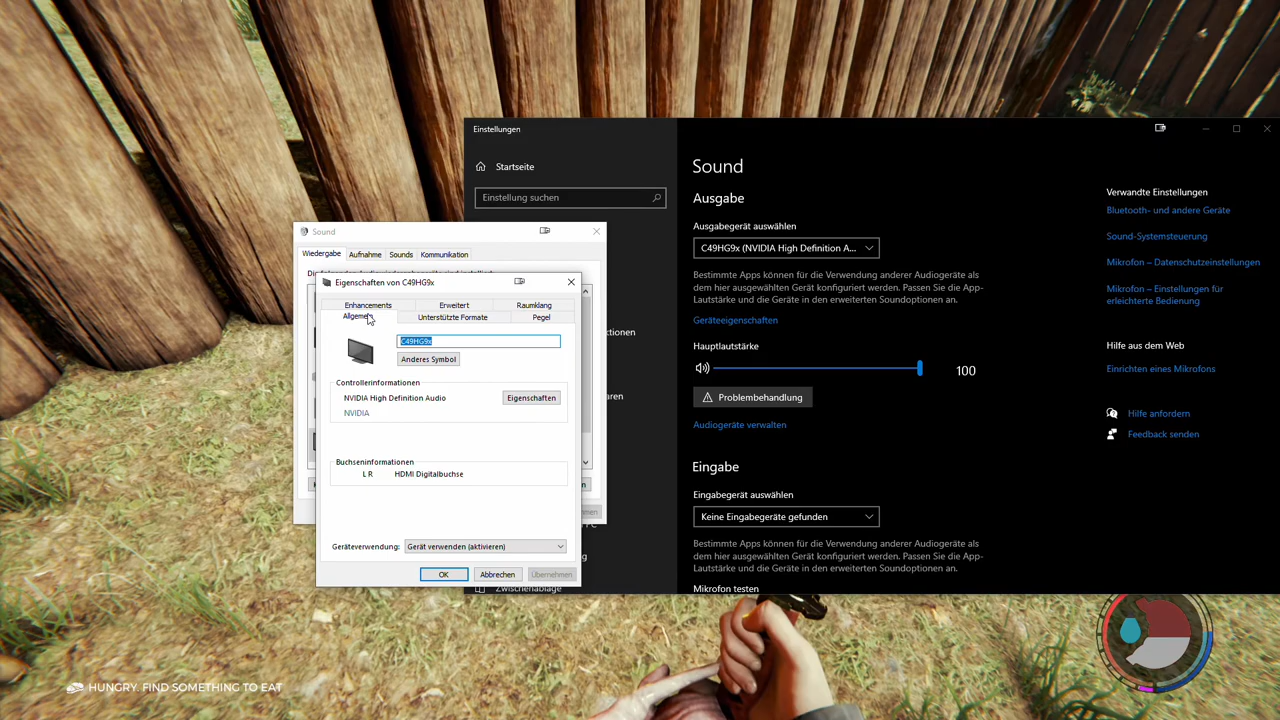 Einstellungen
Startseite
Einstellung suchen
Sound
Ausgabe
Ausgabegerät auswählen
C49HG9x (NVIDIA High Definition A...
Bestimmte Apps können für die Verwendung anderer Audiogeräte als
dem hier ausgewählten Gerät konfiguriert werden. Passen Sie die App-
Lautstärke und die Geräte in den erweiterten Soundoptionen an.
Geräteeigenschaften
Hauptlautstärke
100
Problembehandlung
Audiogeräte verwalten
Eingabe
Eingabegerät auswählen
Keine Eingabegeräte gefunden
Bestimmte Apps können für die Verwendung anderer Audiogeräte als
dem hier ausgewählten Gerät konfiguriert werden. Passen Sie die App-
Lautstärke und die Geräte in den erweiterten Soundoptionen an.
Mikrofon testen
Verwandte Einstellungen
Bluetooth- und andere Geräte
Sound-Systemsteuerung
Mikrofon – Datenschutzeinstellungen
Mikrofon – Einstellungen für
erleichterte Bedienung
Hilfe aus dem Web
Einrichten eines Mikrofons
Hilfe anfordern
Feedback senden
Zwischenablage
Sound
Wiedergabe Aufnahme Sounds Kommunikation
Eigenschaften von C49HG9x
Enhancements Erweitert Raumklang
Unterstützte Formate Pegel
C49HG9x
Anderes Symbol
Controllerinformationen
NVIDIA High Definition Audio Eigenschaften
NVIDIA
Buchseninformationen
L R HDMI Digitalbuchse
Geräteverwendung: Gerät verwenden (aktivieren)
OK Abbrechen Übernehmen
HUNGRY. FIND SOMETHING TO EAT